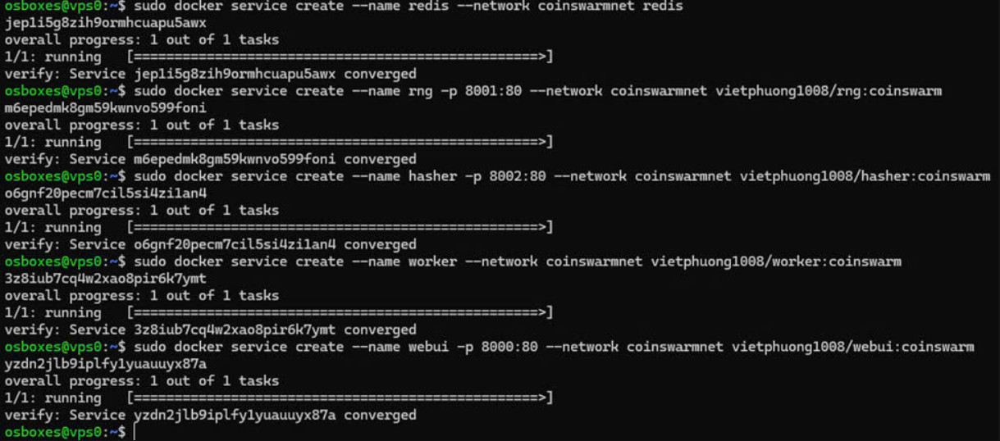 osboxes@vps0:~$ sudo docker service create --name redis --network coinswarmnet redis
jep1i5g8zih9ormhcuapu5awx
overall progress: 1 out of 1 tasks
1/1: running   [==================================================>]
verify: Service jep1i5g8zih9ormhcuapu5awx converged
osboxes@vps0:~$ sudo docker service create --name rng -p 8001:80 --network coinswarmnet vietphuong1008/rng:coinswarm
m6epedmk8gm59kwnvo599foni
overall progress: 1 out of 1 tasks
1/1: running   [==================================================>]
verify: Service m6epedmk8gm59kwnvo599foni converged
osboxes@vps0:~$ sudo docker service create --name hasher -p 8002:80 --network coinswarmnet vietphuong1008/hasher:coinswarm
o6gnf20pecm7cil5si4zi1an4
overall progress: 1 out of 1 tasks
1/1: running   [==================================================>]
verify: Service o6gnf20pecm7cil5si4zi1an4 converged
osboxes@vps0:~$ sudo docker service create --name worker --network coinswarmnet vietphuong1008/worker:coinswarm
3z8iub7cq4w2xao8pir6k7ymt
overall progress: 1 out of 1 tasks
1/1: running   [==================================================>]
verify: Service 3z8iub7cq4w2xao8pir6k7ymt converged
osboxes@vps0:~$ sudo docker service create --name webui -p 8000:80 --network coinswarmnet vietphuong1008/webui:coinswarm
yzdn2jlb9iplfy1yuauuyx87a
overall progress: 1 out of 1 tasks
1/1: running   [==================================================>]
verify: Service yzdn2jlb9iplfy1yuauuyx87a converged
osboxes@vps0:~$